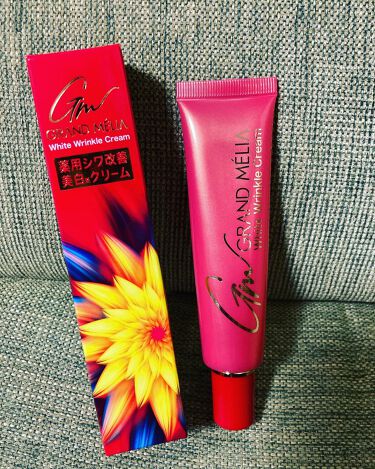 Gm
GRAND MÉLIA
White Wrinkle Cream
薬用シワ改善
美白*クリーム
Gm
GRAND MÉLIA
White Wrinkle Cream